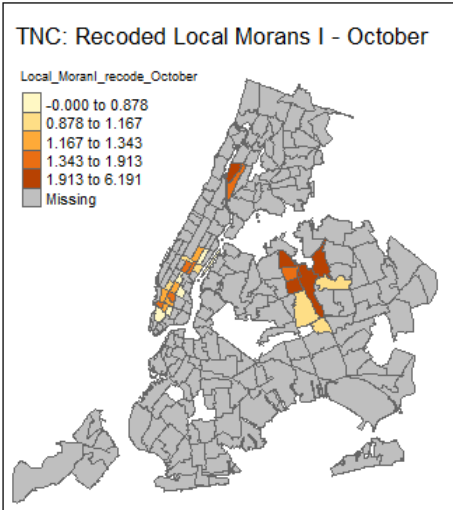 TNC: Recoded Local Morans I - October
Local_MoranI_recode_October
-0.000 to 0.878
0.878 to 1.167
1.167 to 1.343
1.343 to 1.913
1.913 to 6.191
Missing